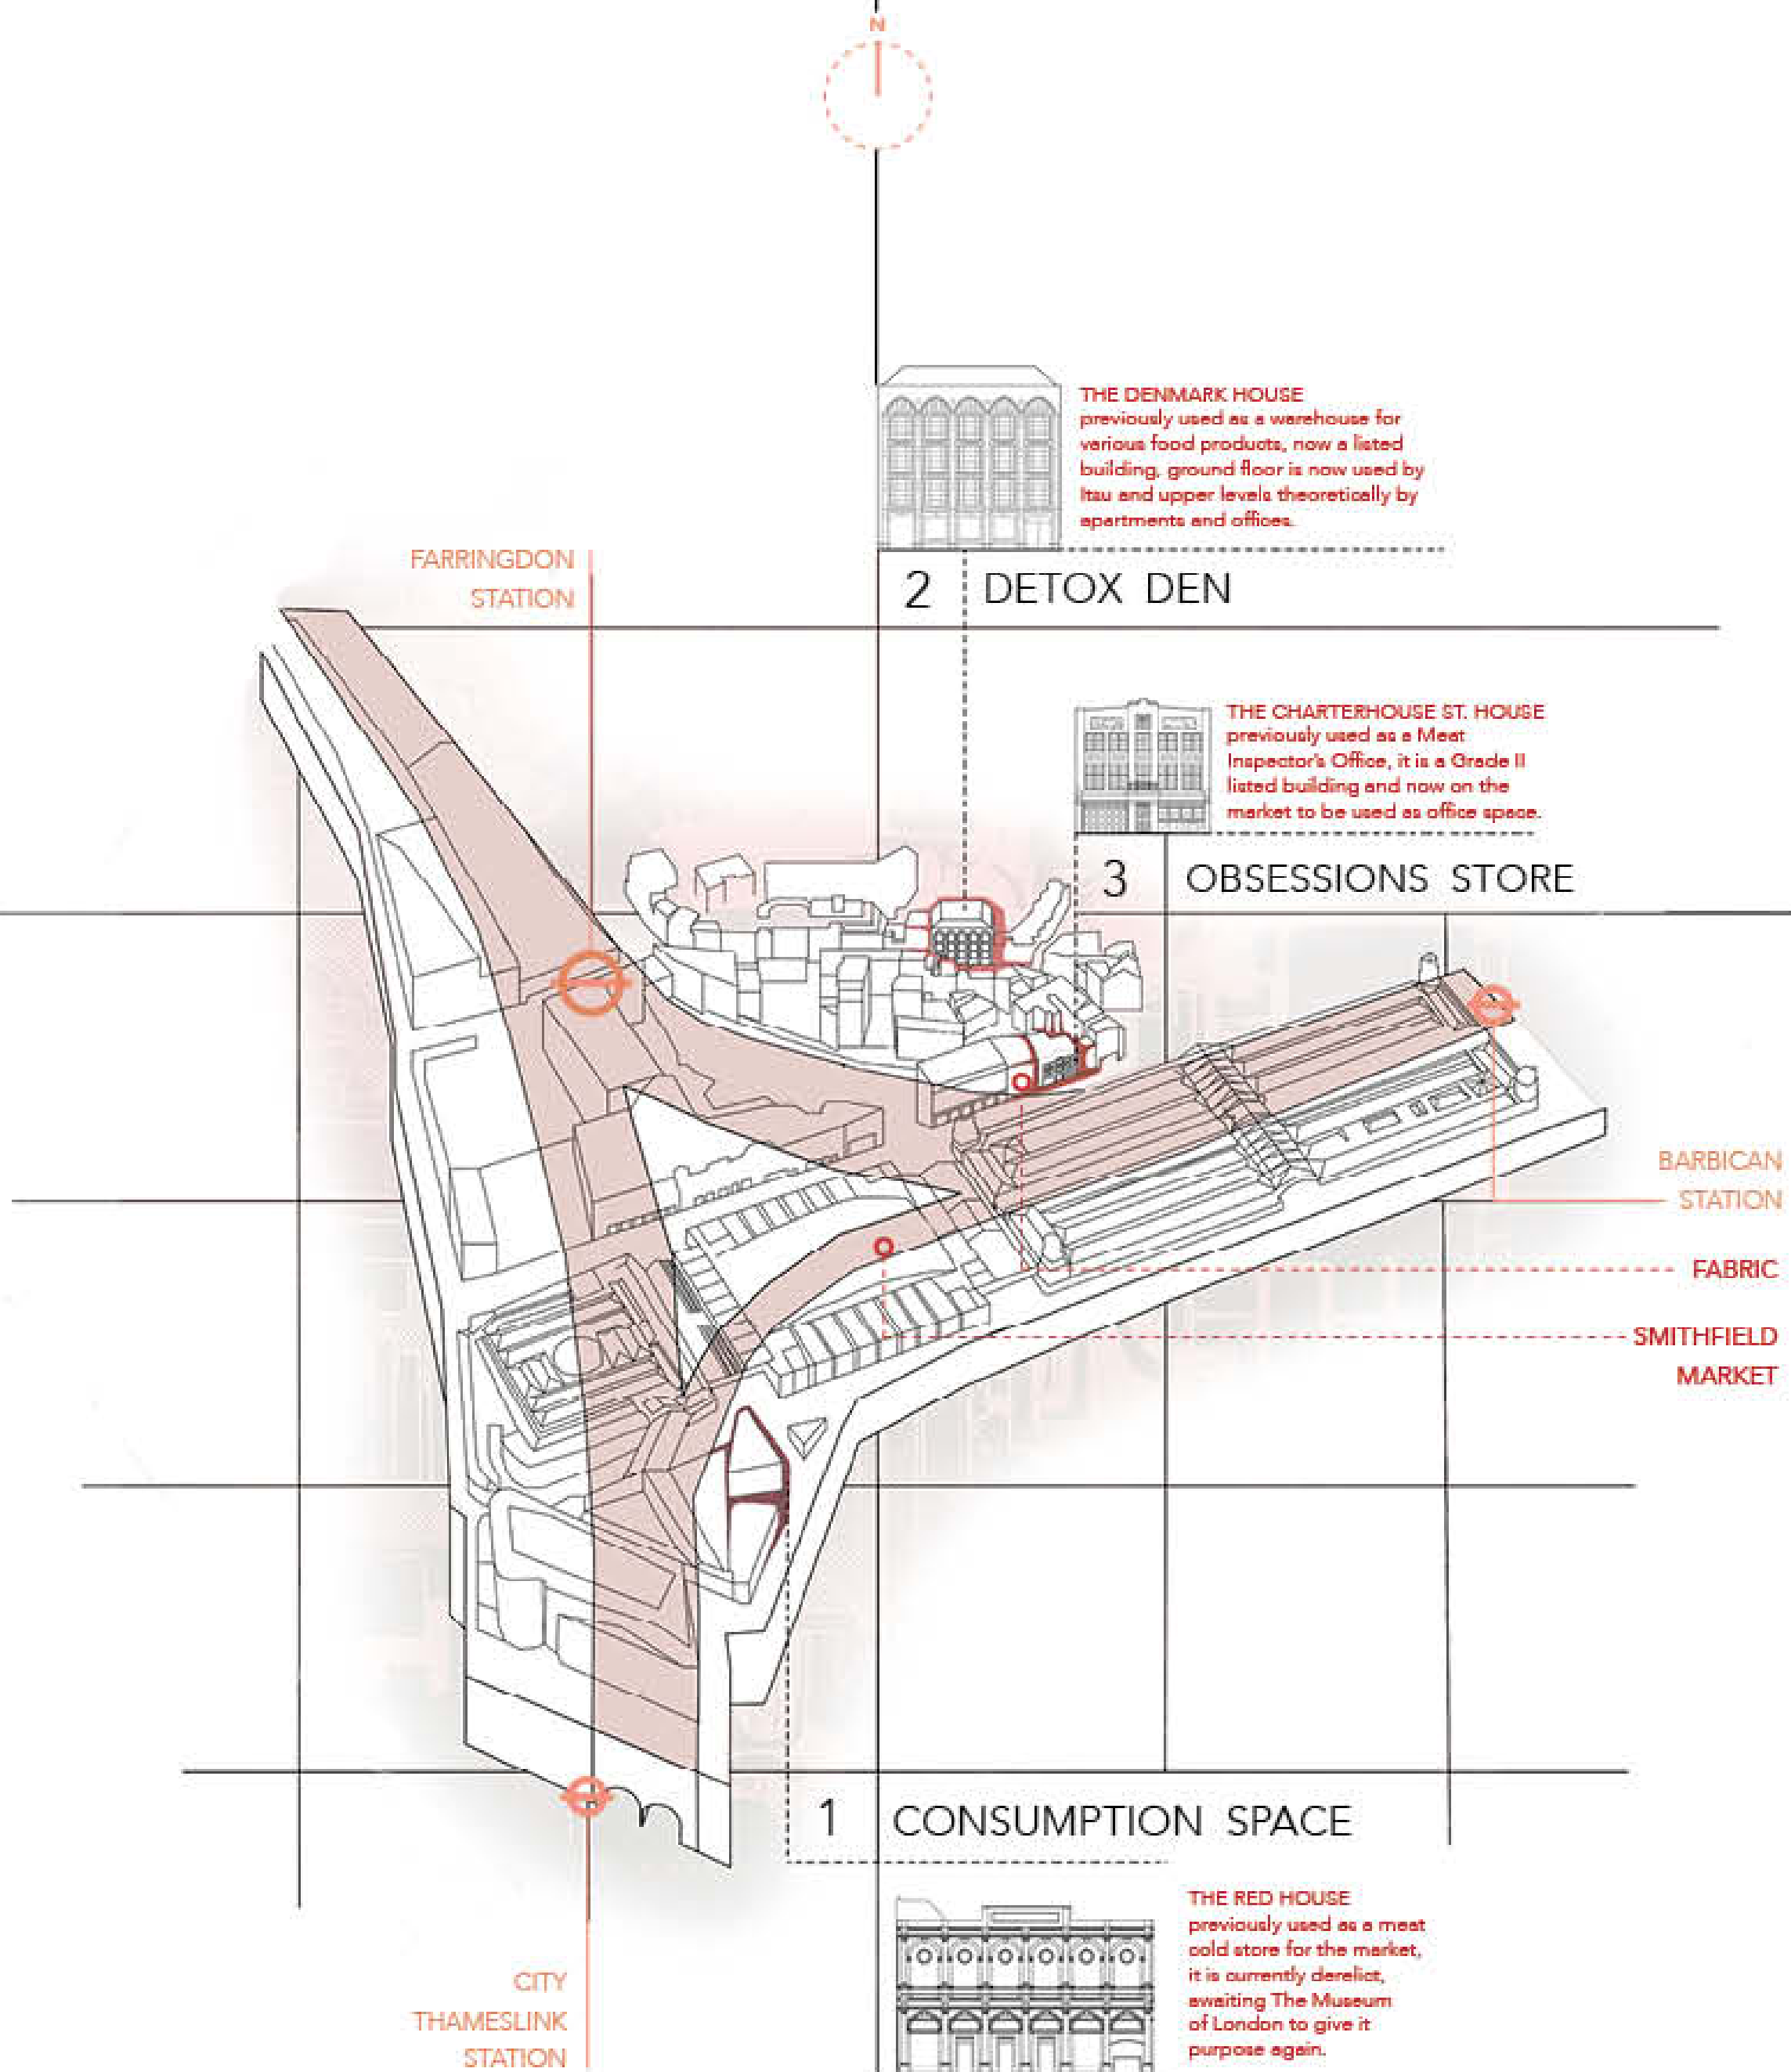 N
THE DENMARK HOUSE
previously used as a warehouse for
various food products, now a listed
building, ground floor is now used by
Itsu and upper levels theoretically by
apartments and offices.
FARRINGDON
STATION
2 DETOX DEN
THE CHARTERHOUSE ST. HOUSE
previously used as a Meat
Inspector's Office, it is a Grade II
listed building and now on the
market to be used as office space.
3 OBSESSIONS STORE
BARBICAN
STATION
FABRIC
SMITHFIELD
MARKET
1 CONSUMPTION SPACE
THE RED HOUSE
previously used as a meat
cold store for the market,
it is currently derelict,
awaiting The Museum
of London to give it
purpose again.
CITY
THAMESLINK
STATION